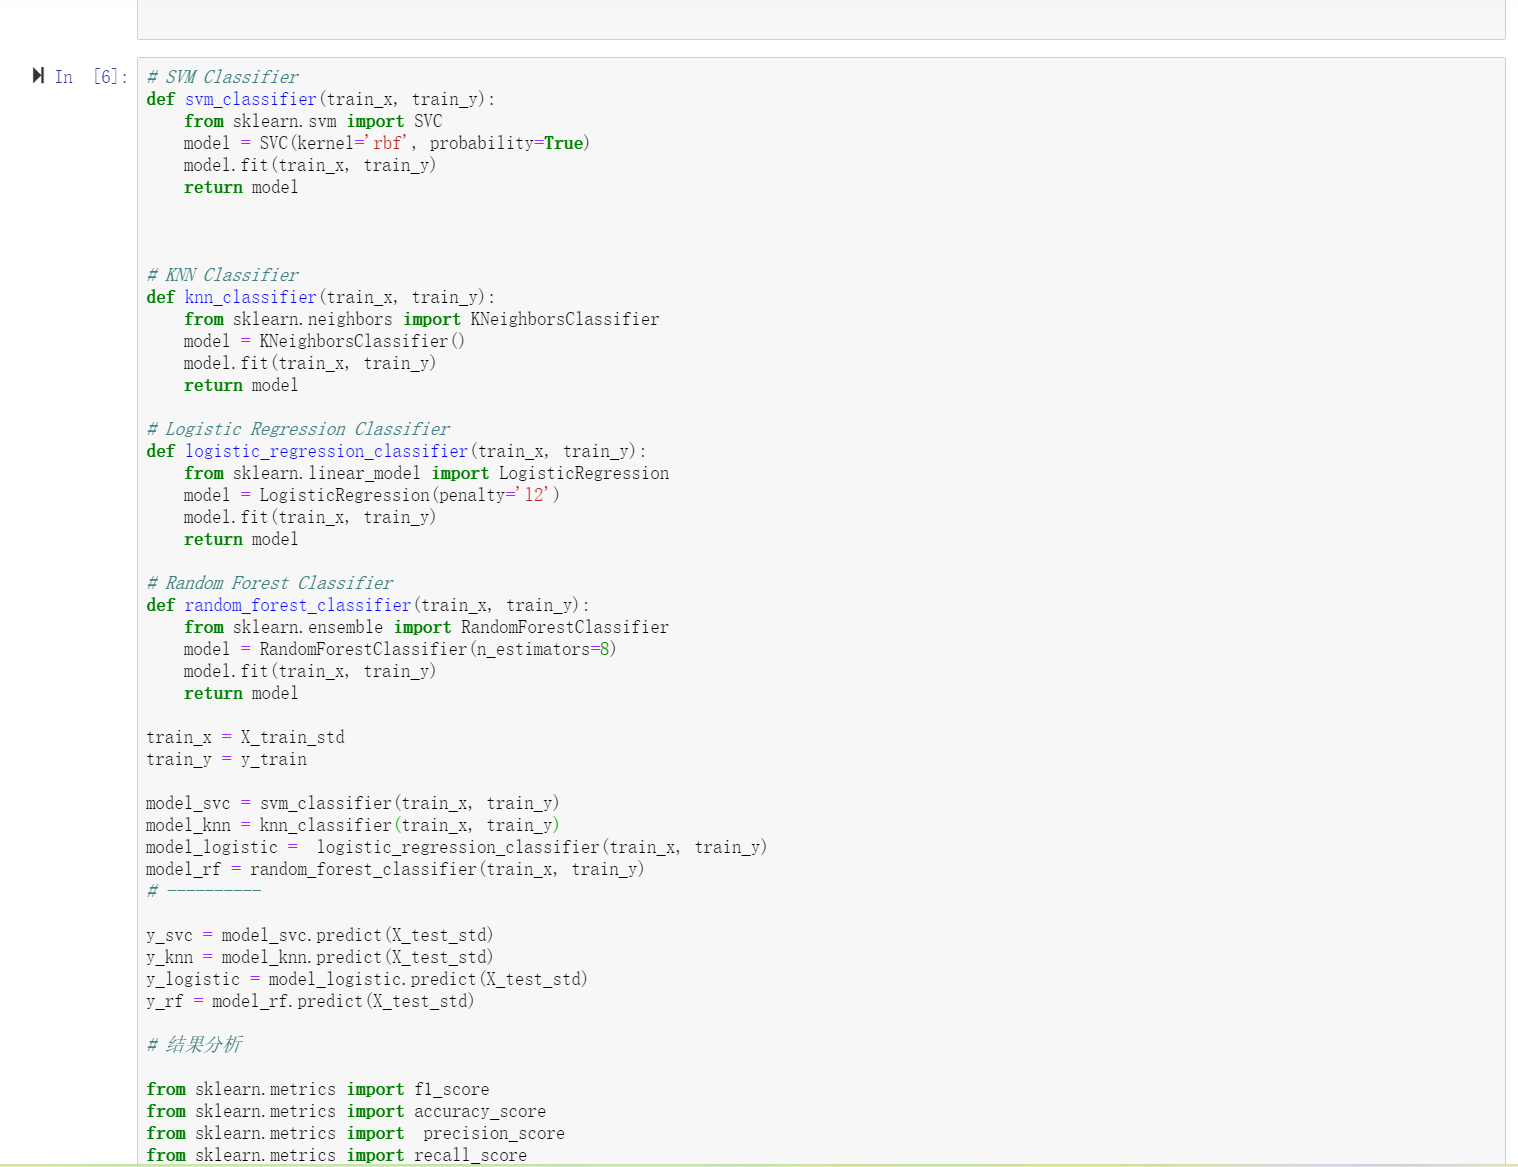 In [6]:
# SVM Classifier
def svm_classifier(train_x, train_y):
    from sklearn.svm import SVC
    model = SVC(kernel='rbf', probability=True)
    model.fit(train_x, train_y)
    return model
# KNN Classifier
def knn_classifier(train_x, train_y):
    from sklearn.neighbors import KNeighborsClassifier
    model = KNeighborsClassifier()
    model.fit(train_x, train_y)
    return model
# Logistic Regression Classifier
def logistic_regression_classifier(train_x, train_y):
    from sklearn.linear_model import LogisticRegression
    model = LogisticRegression(penalty='l2')
    model.fit(train_x, train_y)
    return model
# Random Forest Classifier
def random_forest_classifier(train_x, train_y):
    from sklearn.ensemble import RandomForestClassifier
    model = RandomForestClassifier(n_estimators=8)
    model.fit(train_x, train_y)
    return model
train_x = X_train_std
train_y = y_train
model_svc = svm_classifier(train_x, train_y)
model_knn = knn_classifier(train_x, train_y)
model_logistic =  logistic_regression_classifier(train_x, train_y)
model_rf = random_forest_classifier(train_x, train_y)
# ----------
y_svc = model_svc.predict(X_test_std)
y_knn = model_knn.predict(X_test_std)
y_logistic = model_logistic.predict(X_test_std)
y_rf = model_rf.predict(X_test_std)
# 结果分析
from sklearn.metrics import f1_score
from sklearn.metrics import accuracy_score
from sklearn.metrics import  precision_score
from sklearn.metrics import recall_score